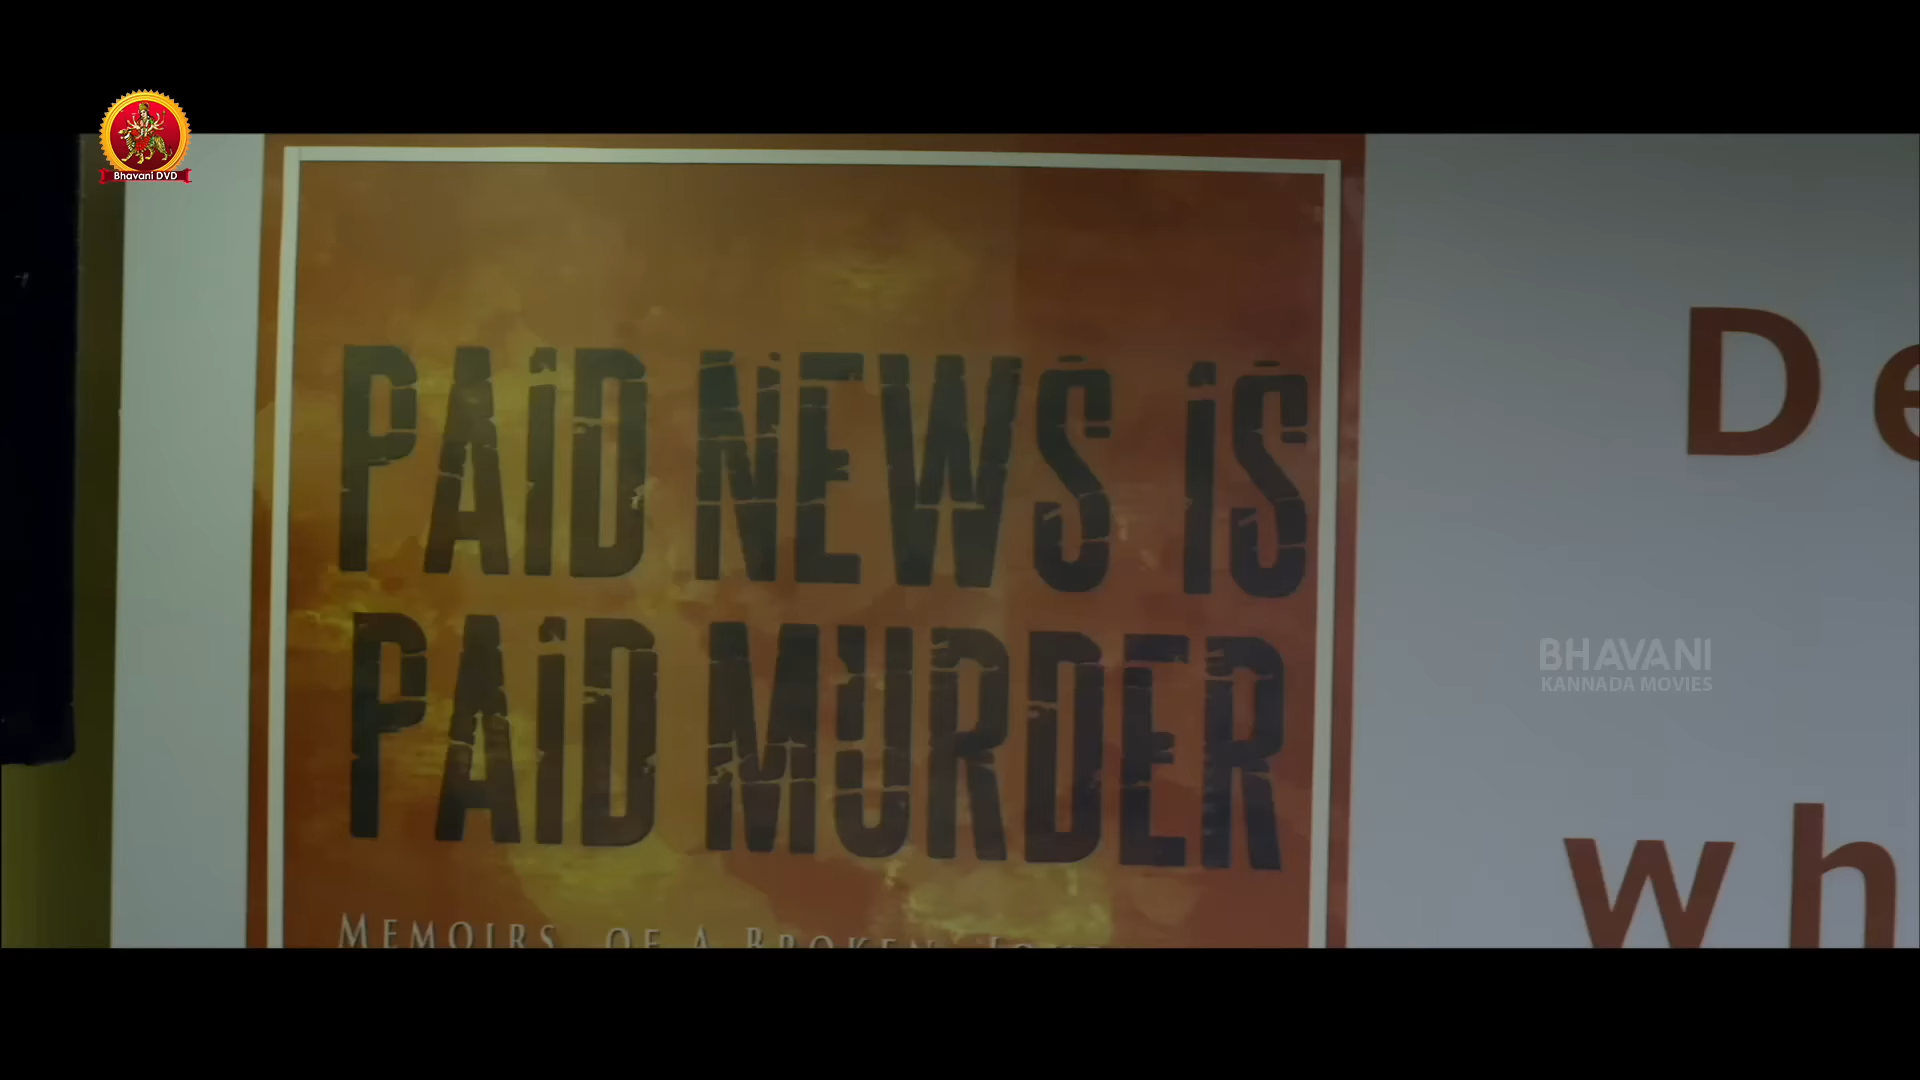 Bhavani DVD
PAiD NEWS iS
PAiD MURDER
MEMOIRS OF A BROKEN
De
wh
BHAVANI
KANNADA MOVIES